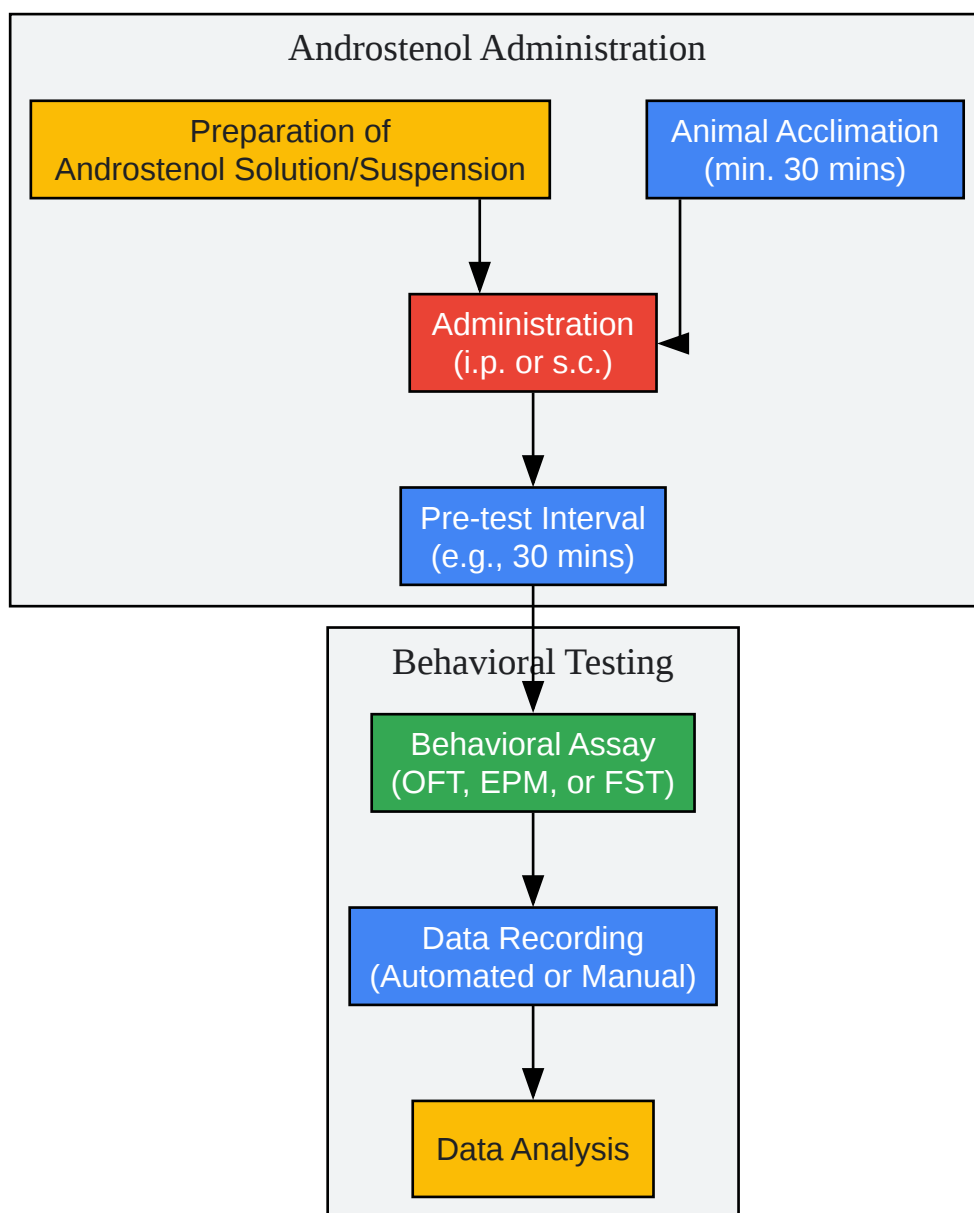 Androstenol Administration
Preparation of
Androstenol Solution/Suspension
Animal Acclimation
(min. 30 mins)
Administration
(i.p. or s.c.)
Pre-test Interval
(e.g., 30 mins)
Behavioral Testing
Behavioral Assay
(OFT, EPM, or FST)
Data Recording
(Automated or Manual)
Data Analysis